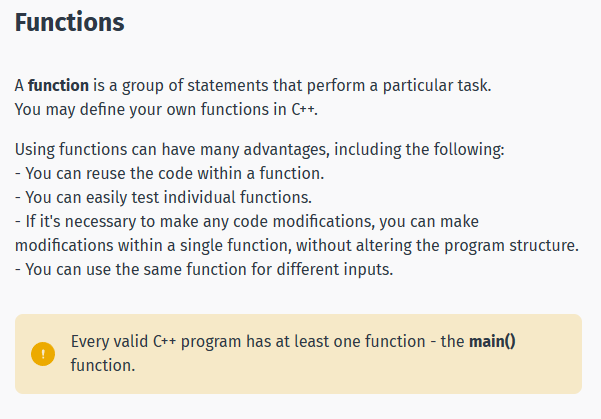 Functions
A function is a group of statements that perform a particular task.
You may define your own functions in C++.
Using functions can have many advantages, including the following:
- You can reuse the code within a function.
- You can easily test individual functions.
- If it's necessary to make any code modifications, you can make
modifications within a single function, without altering the program structure.
- You can use the same function for different inputs.
! Every valid C++ program has at least one function - the main()
function.